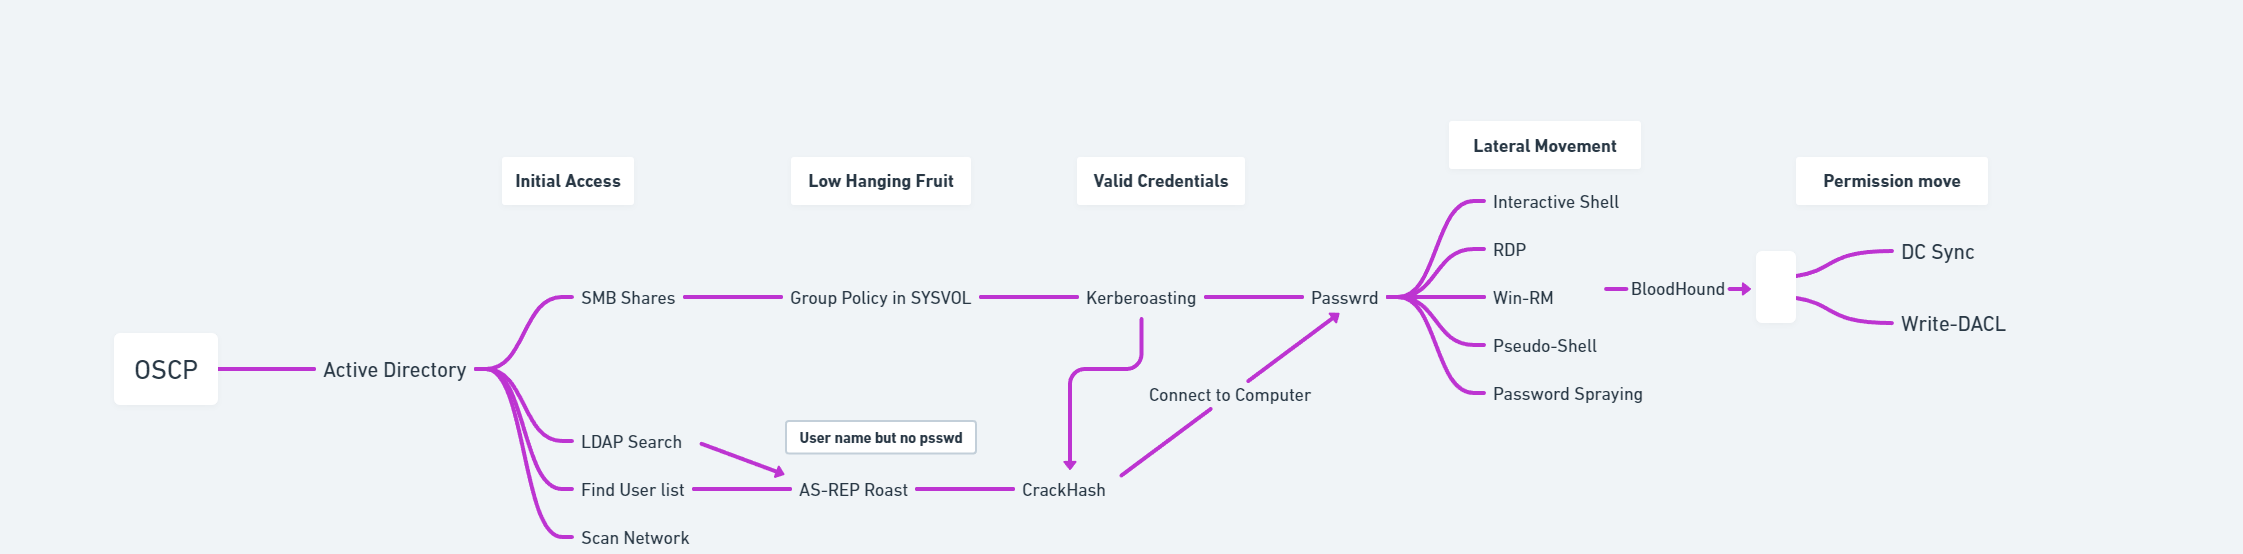 Lateral Movement
Initial Access
Low Hanging Fruit
Valid Credentials
Permission move
Interactive Shell
RDP
DC Sync
SMB Shares
Group Policy in SYSVOL
Kerberoasting
Passwrd
Win-RM
BloodHound
Write-DACL
Pseudo-Shell
OSCP
Active Directory
Connect to Computer
Password Spraying
LDAP Search
User name but no psswd
Find User list
AS-REP Roast
CrackHash
Scan Network